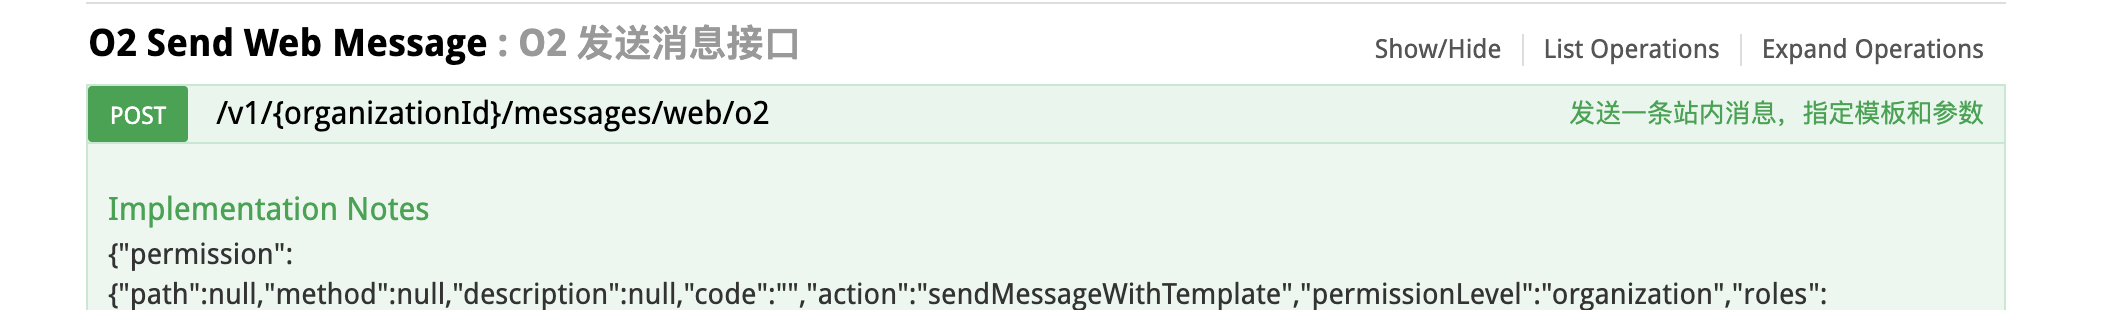 O2 Send Web Message : O2 发送消息接口
Show/Hide
List Operations
Expand Operations
POST
/v1/{organizationId}/messages/web/o2
发送一条站内消息，指定模板和参数
Implementation Notes
{"permission":
{"path":null,"method":null,"description":null,"code":"","action":"sendMessageWithTemplate","permissionLevel":"organization","roles":